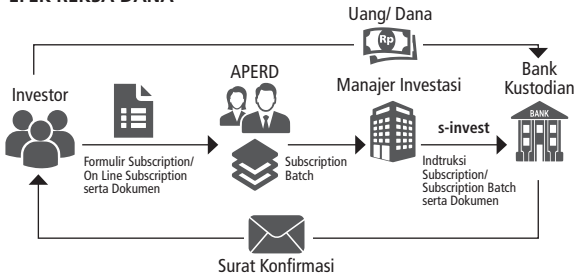 EFEK REKSA DANA
Uang/ Dana
Rp
Investor
APERD
Manajer Investasi
Bank
Kustodian
BANK
s-invest
Formulir Subscription/
On Line Subscription
serta Dokumen
Subscription
Batch
Indtruksi
Subscription/
Subscription Batch
serta Dokumen
Surat Konfirmasi